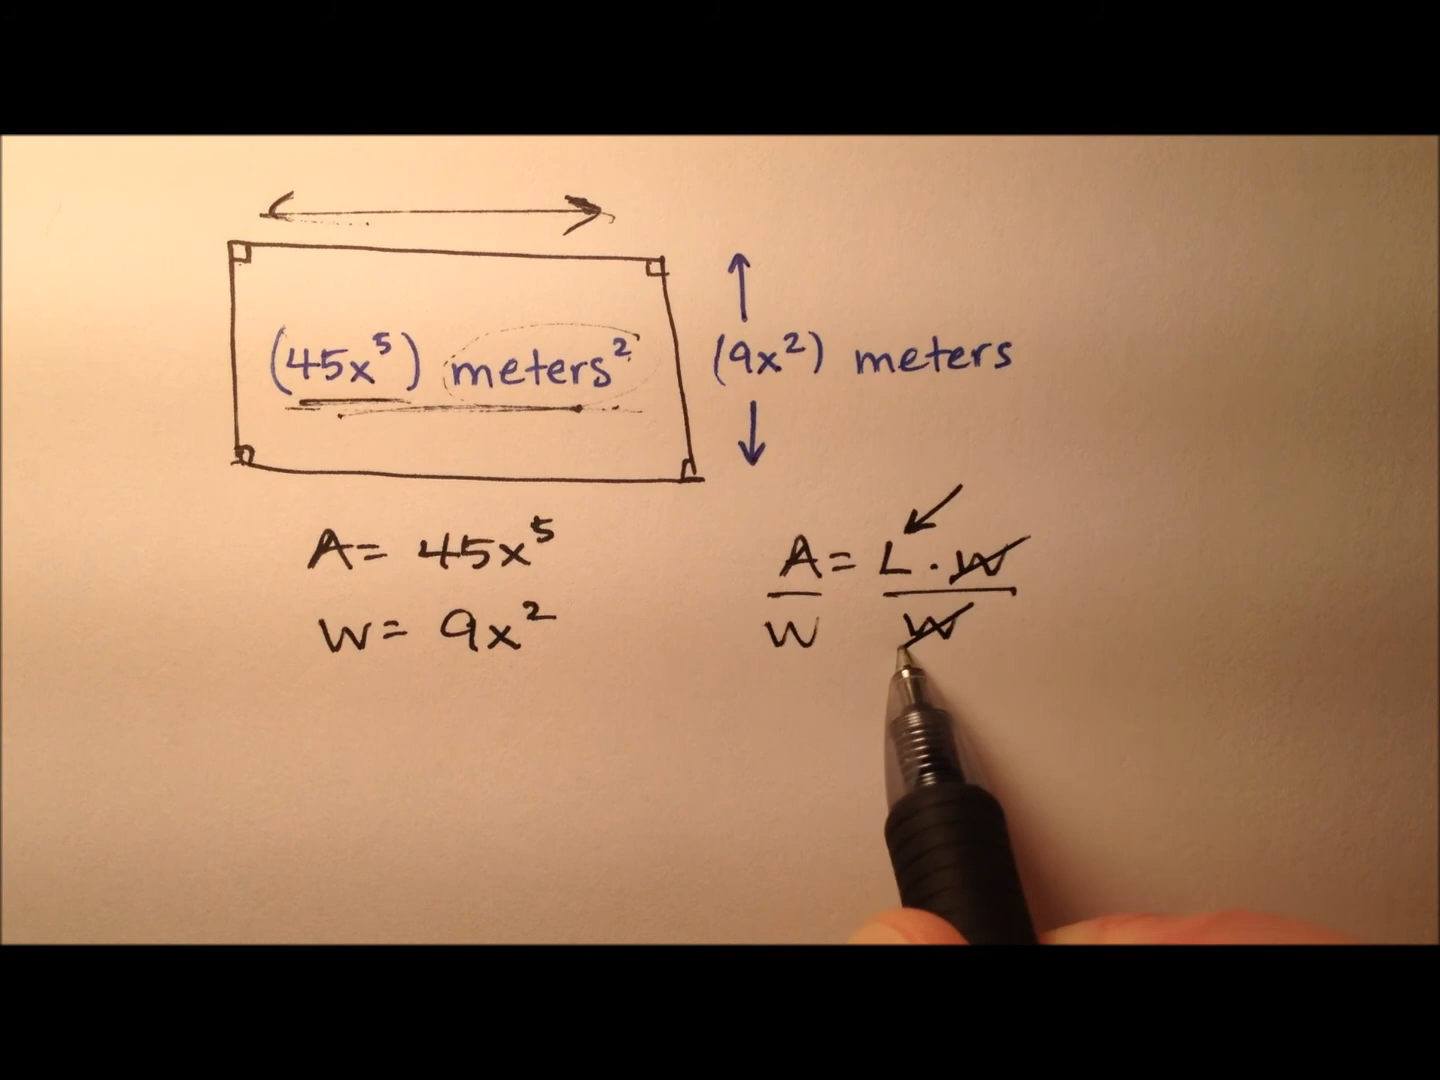 (45x⁵) meters² (9x²) meters
A = 45x⁵
W = 9x²
A = L · W
W W